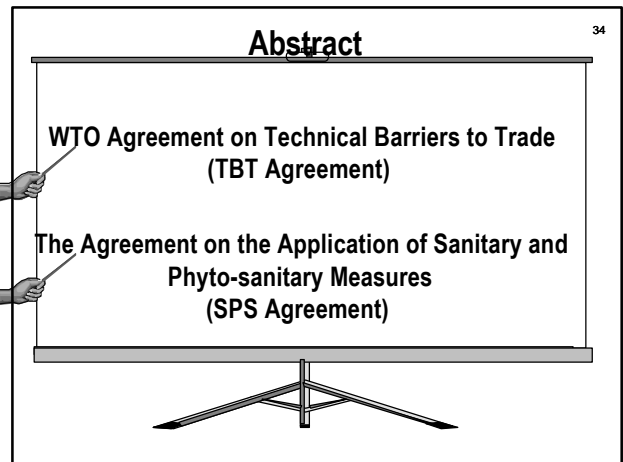 Abstract
34
WTO Agreement on Technical Barriers to Trade
(TBT Agreement)
The Agreement on the Application of Sanitary and
Phyto-sanitary Measures
(SPS Agreement)